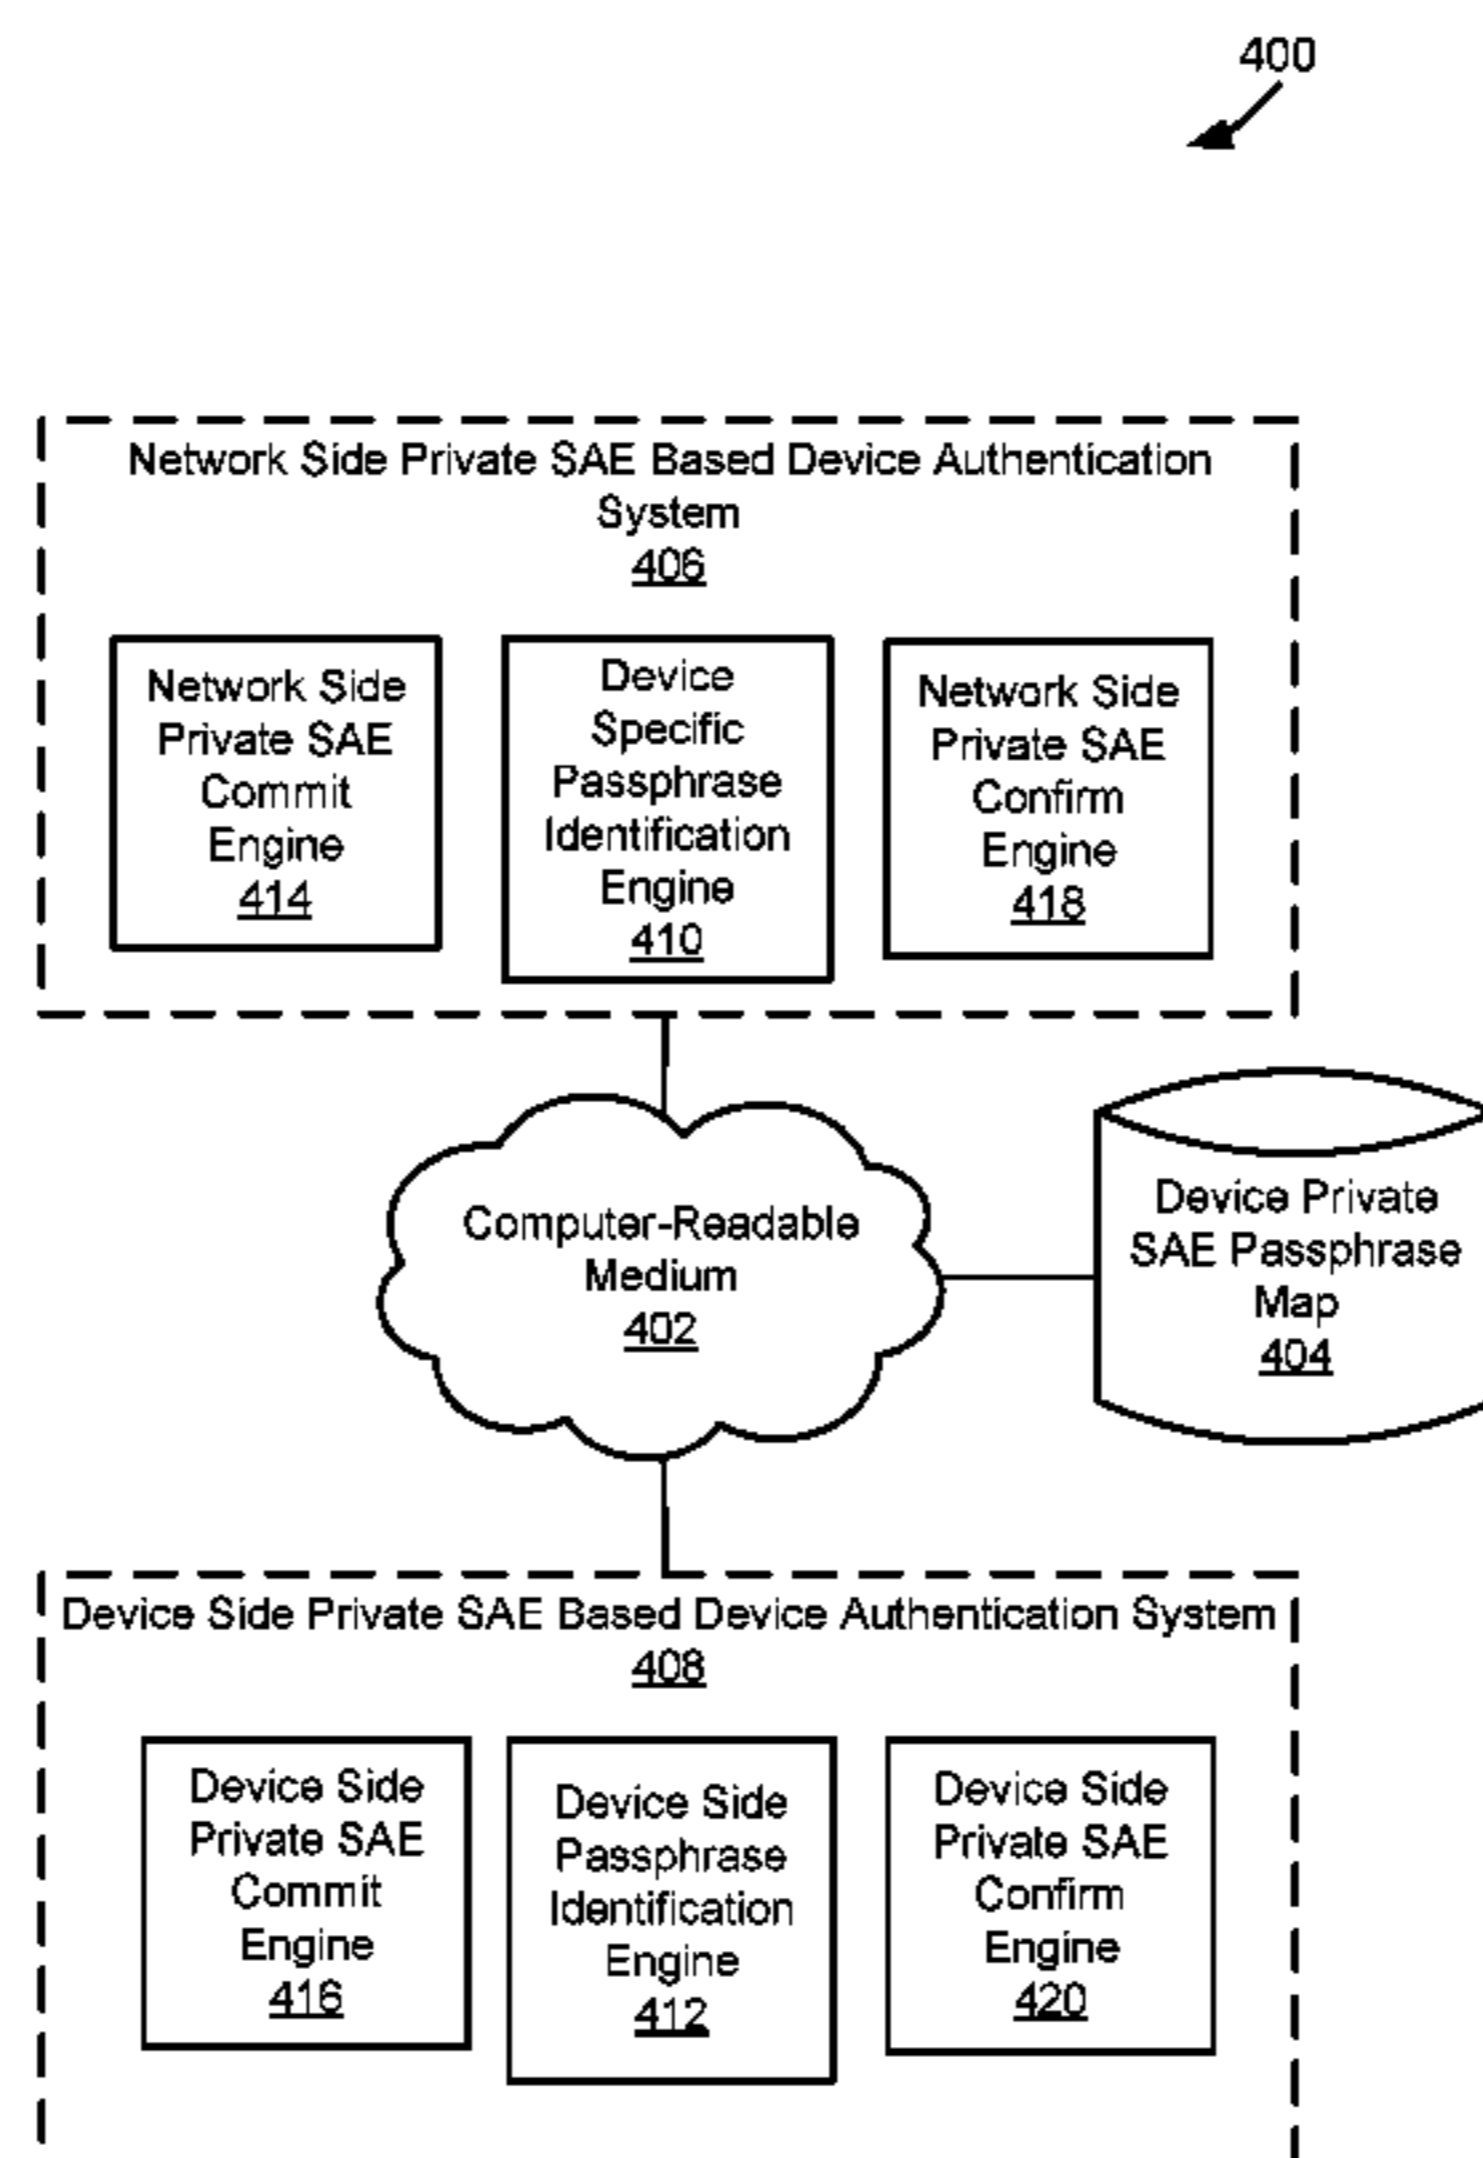 400
Network Side Private SAE Based Device Authentication
System
406
Network Side
Private SAE
Commit
Engine
414
Device
Specific
Passphrase
Identification
Engine
410
Network Side
Private SAE
Confirm
Engine
418
Computer-Readable
Medium
402
Device Private
SAE Passphrase
Map
404
Device Side Private SAE Based Device Authentication System
408
Device Side
Private SAE
Commit
Engine
416
Device Side
Passphrase
Identification
Engine
412
Device Side
Private SAE
Confirm
Engine
420